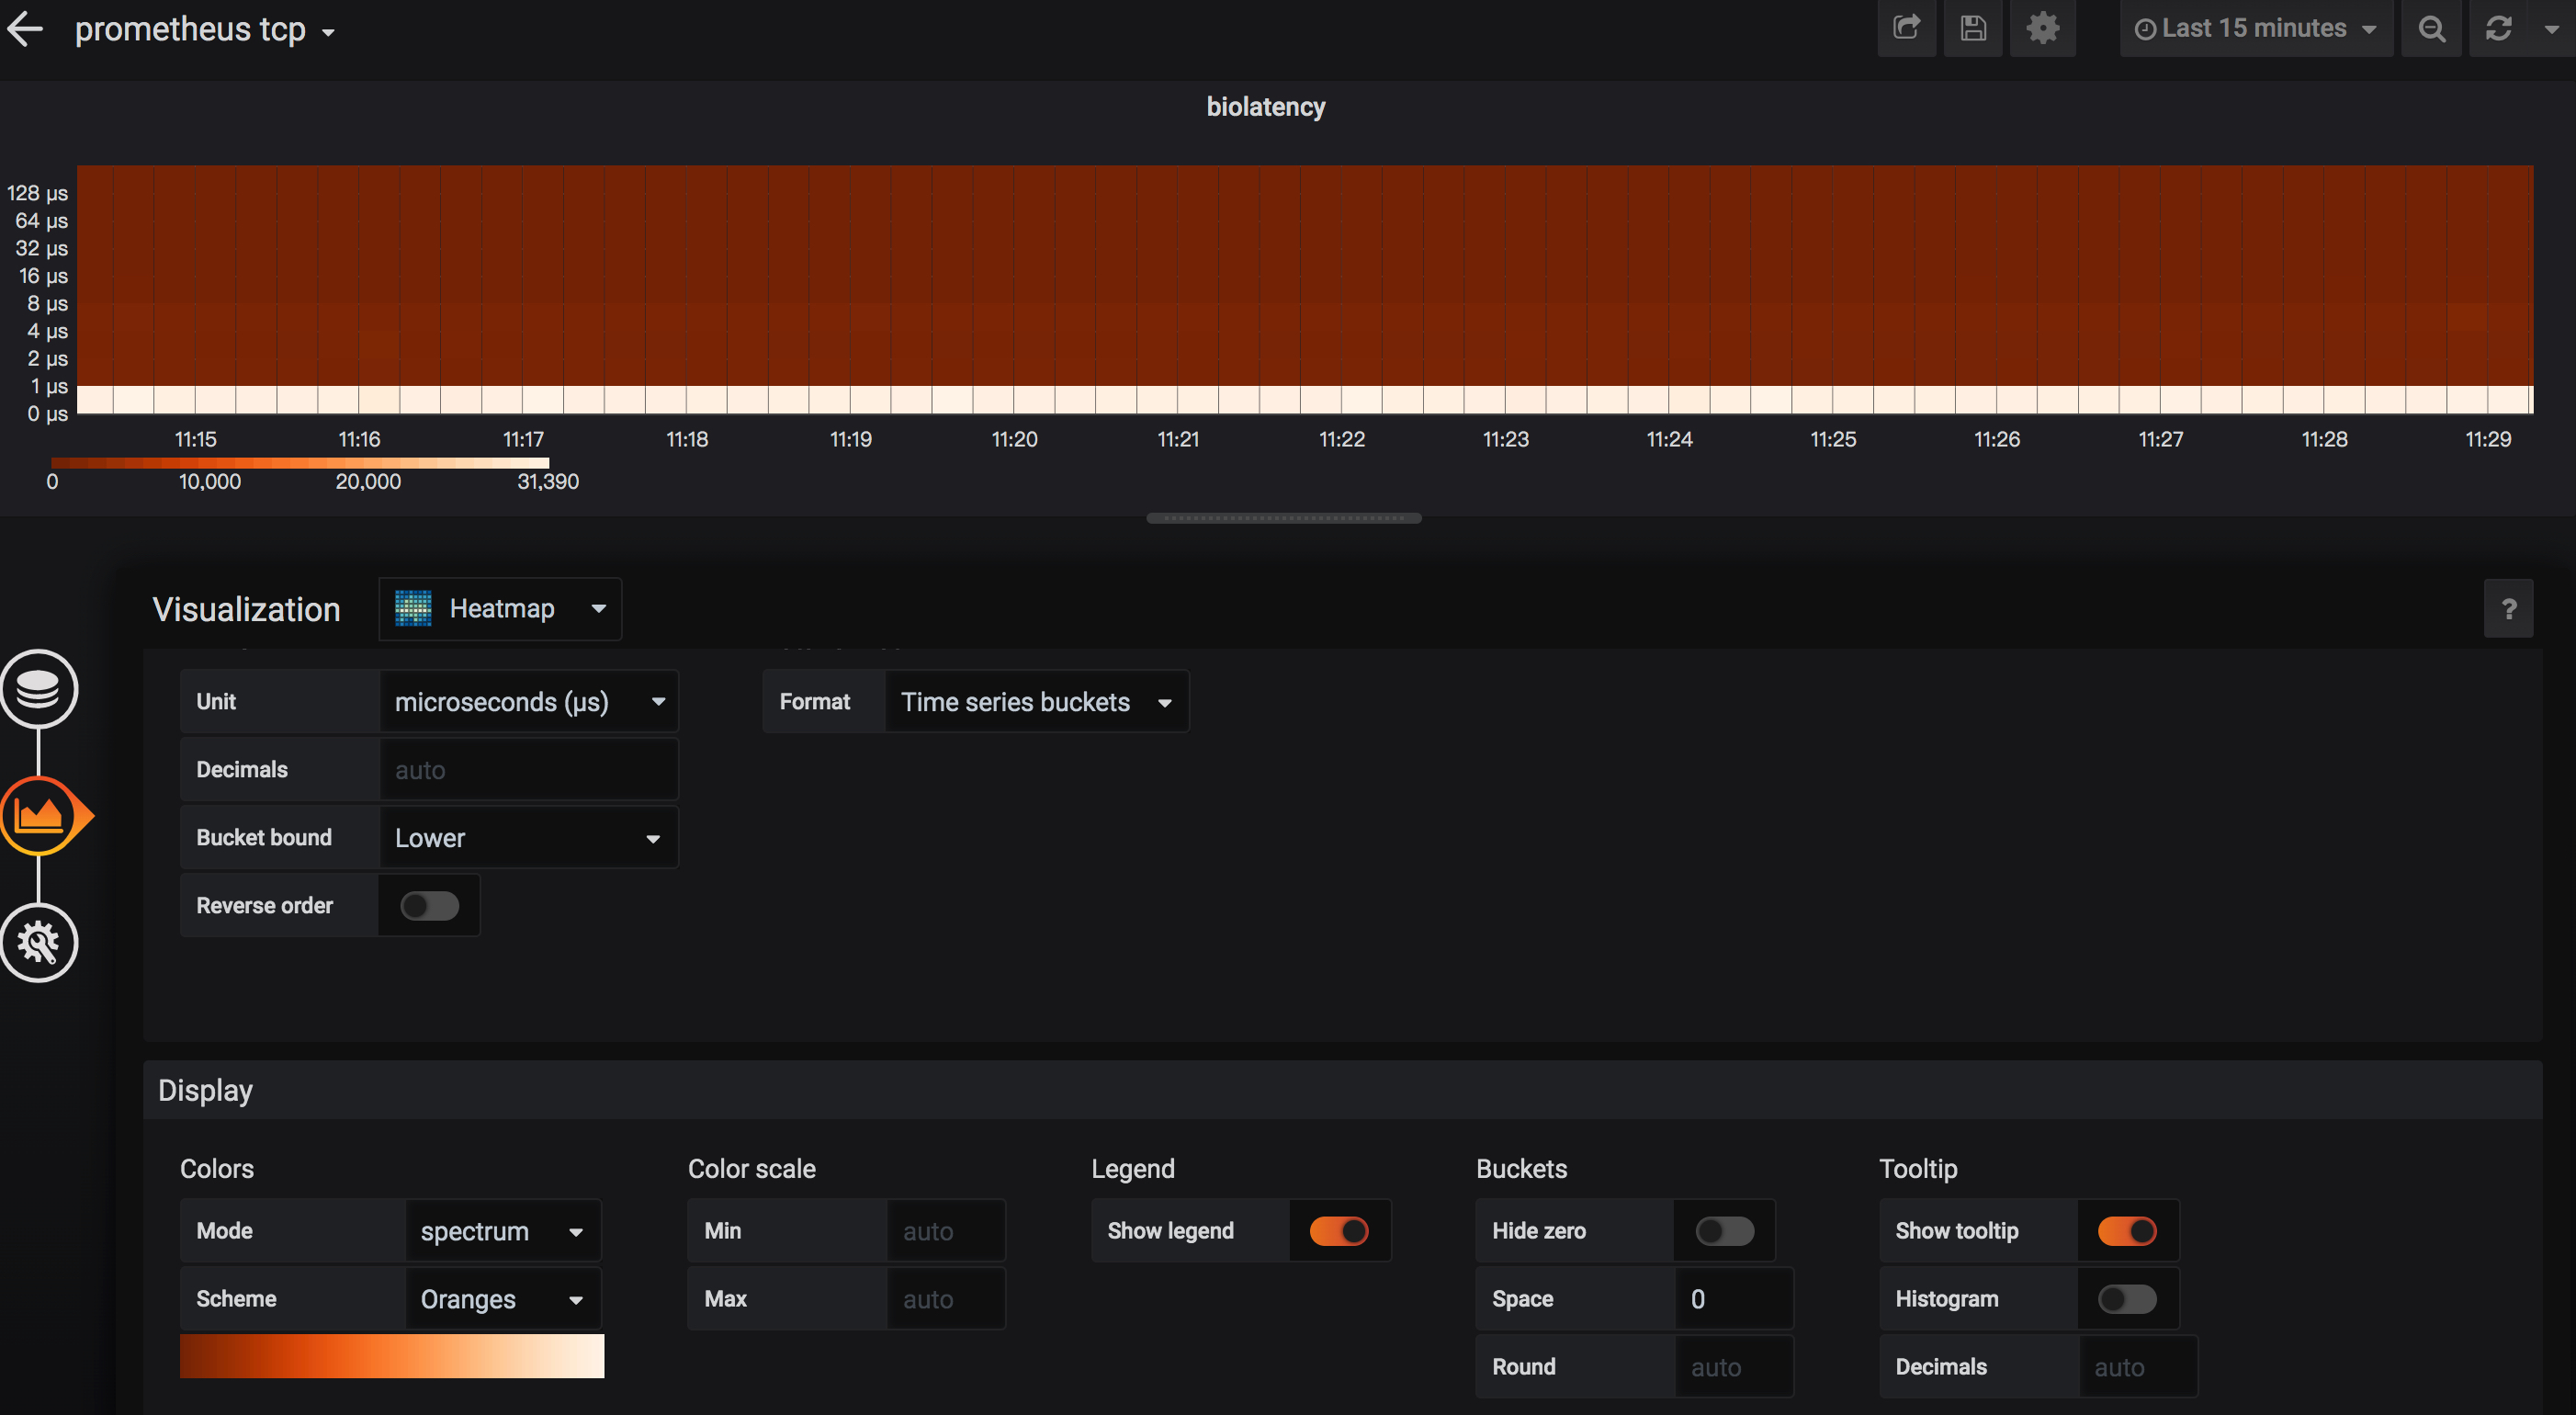 prometheus tcp
Last 15 minutes
biolatency
128 µs
64 µs
32 µs
16 µs
8 µs
4 µs
2 µs
1 µs
0 µs
11:15 11:16 11:17 11:18 11:19 11:20 11:21 11:22 11:23 11:24 11:25 11:26 11:27 11:28 11:29
0 10,000 20,000 31,390
Visualization Heatmap ?
Unit microseconds (µs) Format Time series buckets
Decimals auto
Bucket bound Lower
Reverse order
Display
Colors Color scale Legend Buckets Tooltip
Mode spectrum Min auto Show legend Hide zero Show tooltip
Scheme Oranges Max auto Space 0 Histogram
Round auto Decimals auto